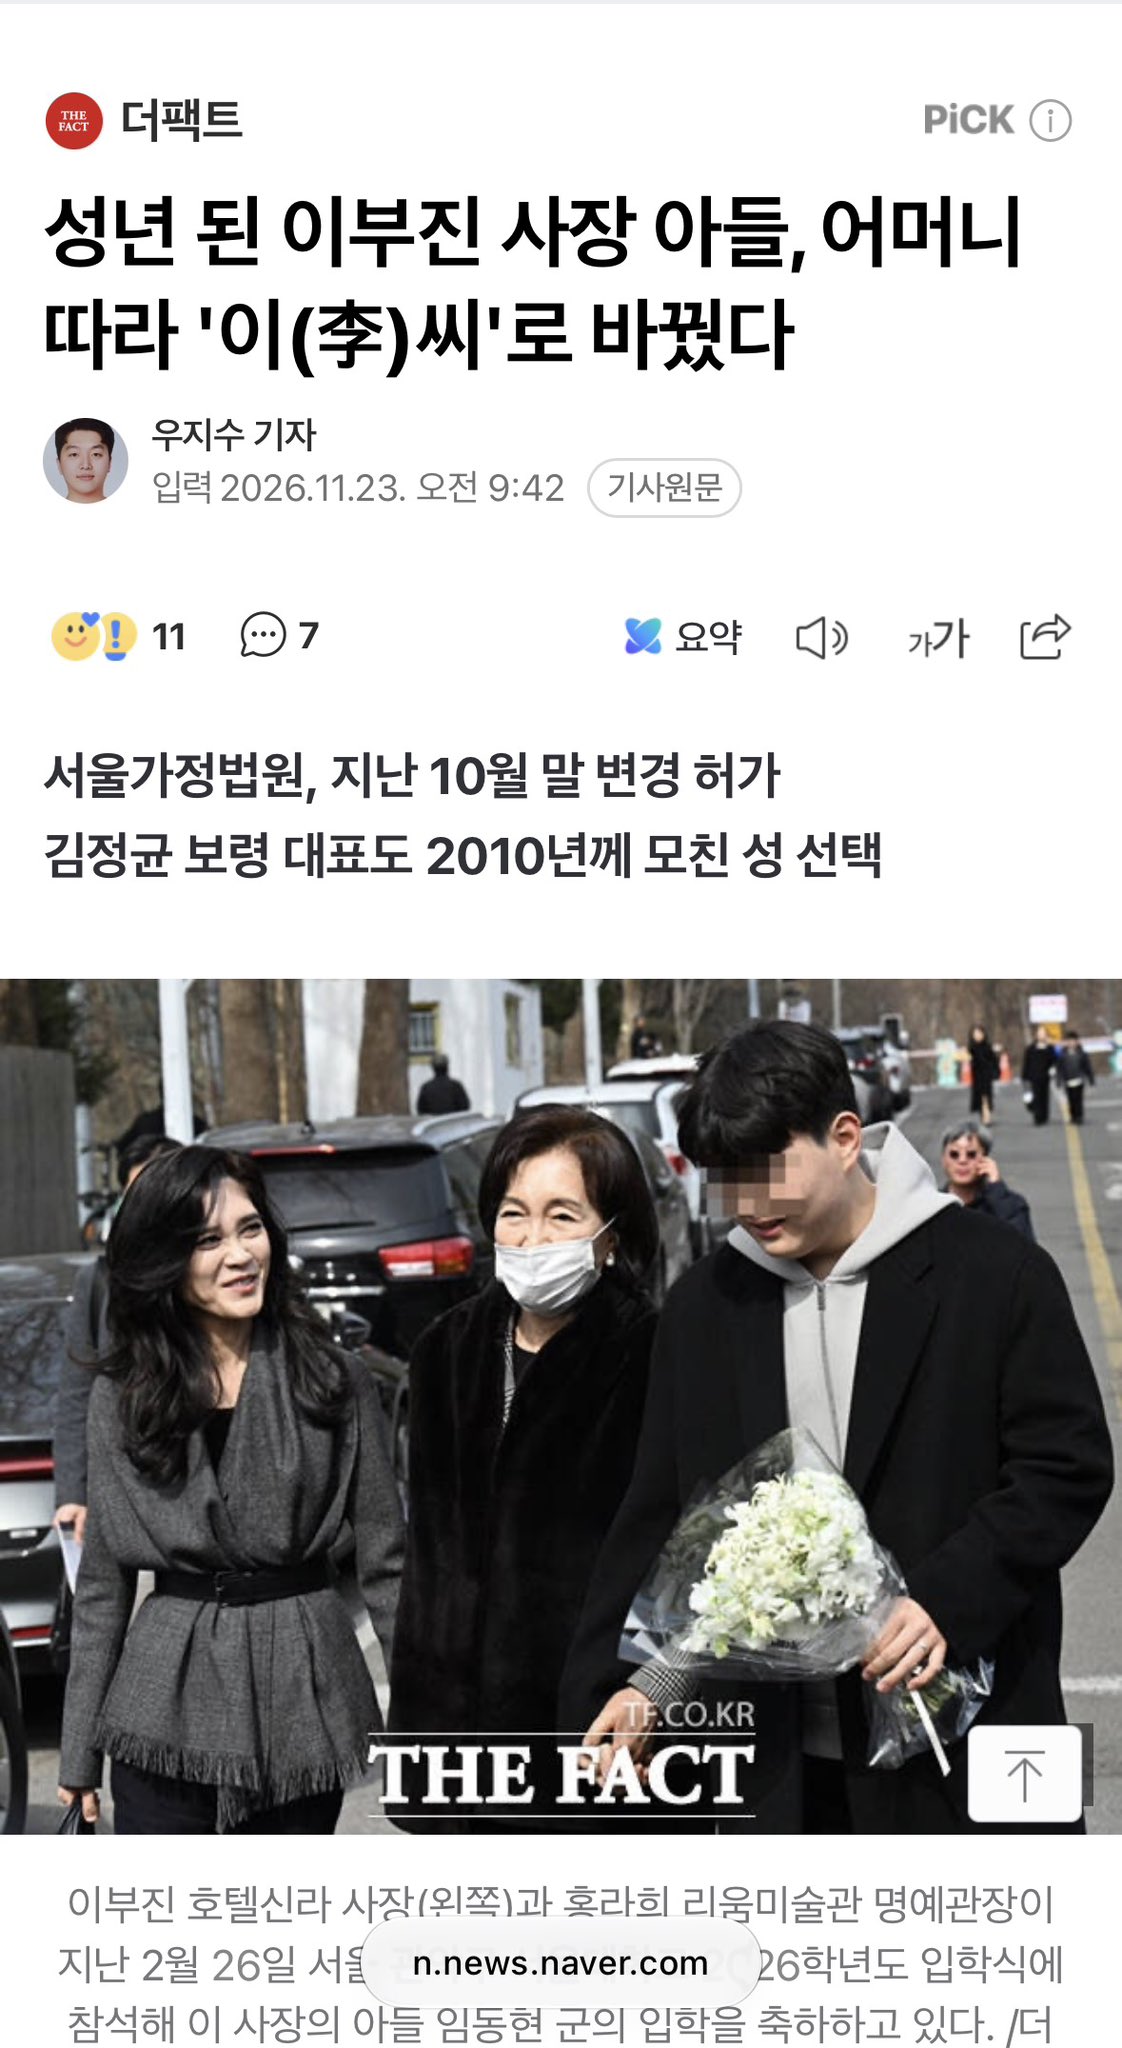 THE
FACT
더팩트
PiCK
성년 된 이부진 사장 아들, 어머니
따라 '이(李)씨'로 바꿨다
우지수 기자
입력 2026.11.23. 오전 9:42 기사원문
11
7
요약
가가
서울가정법원, 지난 10월 말 변경 허가
김정균 보령 대표도 2010년께 모친 성 선택
TF.CO.KR
THE FACT
이부진 호텔신라 사장(왼쪽)과 홍라희 리움미술관 명예관장이
지난 2월 26일 서울 26학년도 입학식에
n.news.naver.com
참석해 이 사장의 아들 임동현 군의 입학을 축하하고 있다. /더